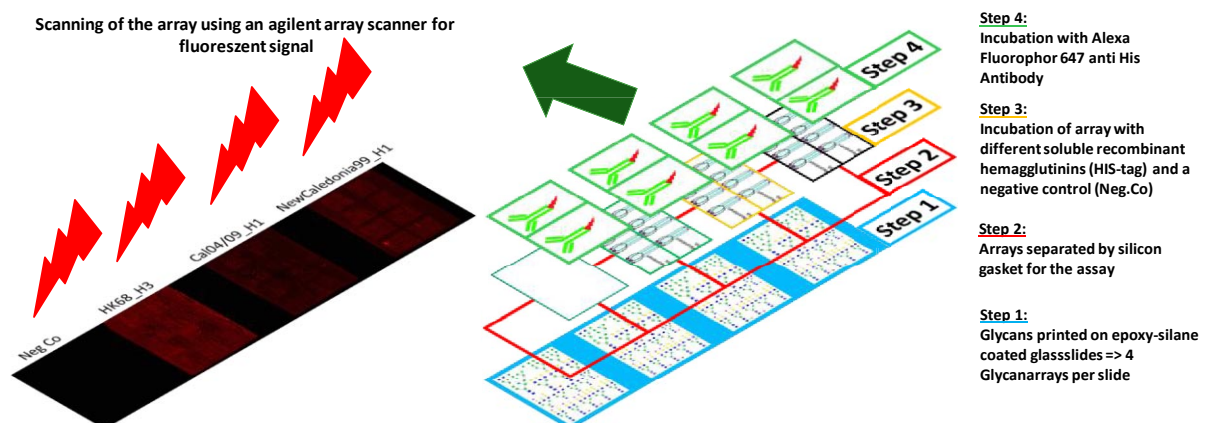 Scanning of the array using an agilent array scanner for
fluoreszent signal
Neg Co
HK68_H3
Cal04/09_H1
NewCaledonia99_H1
Step 4
Step 3
Step 2
Step 1
Step 4:
Incubation with Alexa
Fluorophor 647 anti His
Antibody
Step 3:
Incubation of array with
different soluble recombinant
hemagglutinins (HIS-tag) and a
negative control (Neg.Co)
Step 2:
Arrays separated by silicon
gasket for the assay
Step 1:
Glycans printed on epoxy-silane
coated glassslides => 4
Glycanarrays per slide